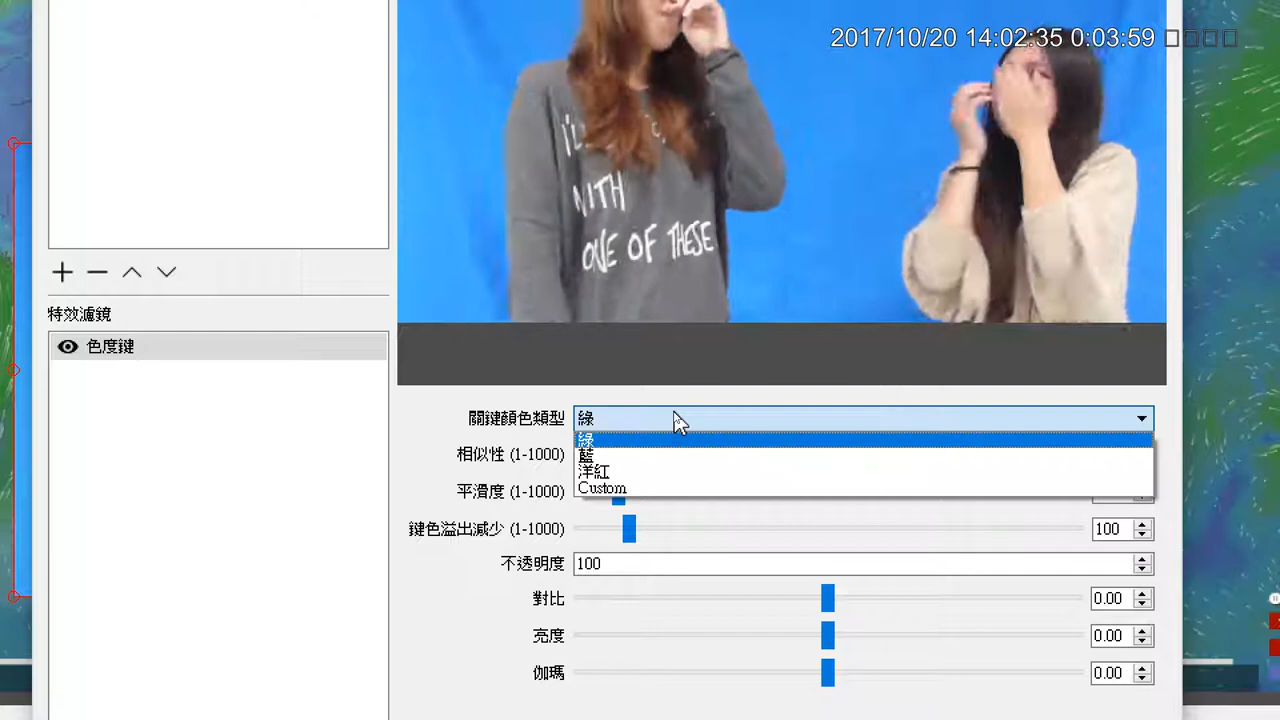 2017/10/20 14:02:35 0:03:59
WITH
ONE OF THESE
特效濾鏡
色度鍵
關鍵顏色類型 綠
綠
藍
洋紅
Custom
相似性 (1-1000)
平滑度 (1-1000)
鍵色溢出減少 (1-1000) 100
不透明度 100
對比 0.00
亮度 0.00
伽瑪 0.00